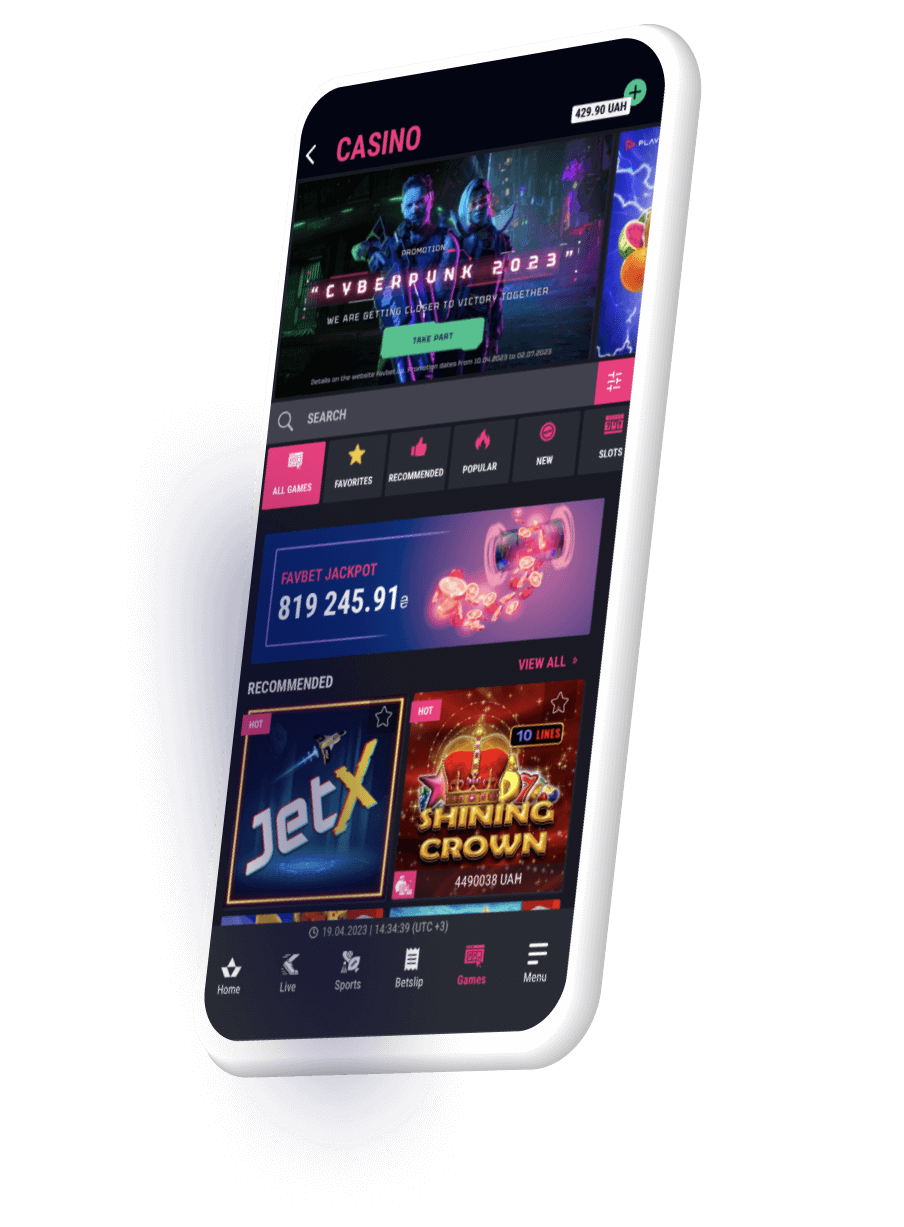 429.90 UAH
CASINO
PLAY
PROMOTION
"CYBERPUNK 2023"
WE ARE GETTING CLOSER TO VICTORY TOGETHER
TAKE PART
Details on the website favbet.ua. Promotion dates from 10.04.2023 to 02.07.2023
SEARCH
ALL GAMES
FAVORITES
RECOMMENDED
POPULAR
NEW
SLOTS
FAVBET JACKPOT
819 245.91₴
RECOMMENDED
VIEW ALL »
HOT
JetX
HOT
10 LINES
SHINING
CROWN
4490038 UAH
19.04.2023 | 14:34:39 (UTC +3)
Home
Live
Sports
Betslip
Games
Menu